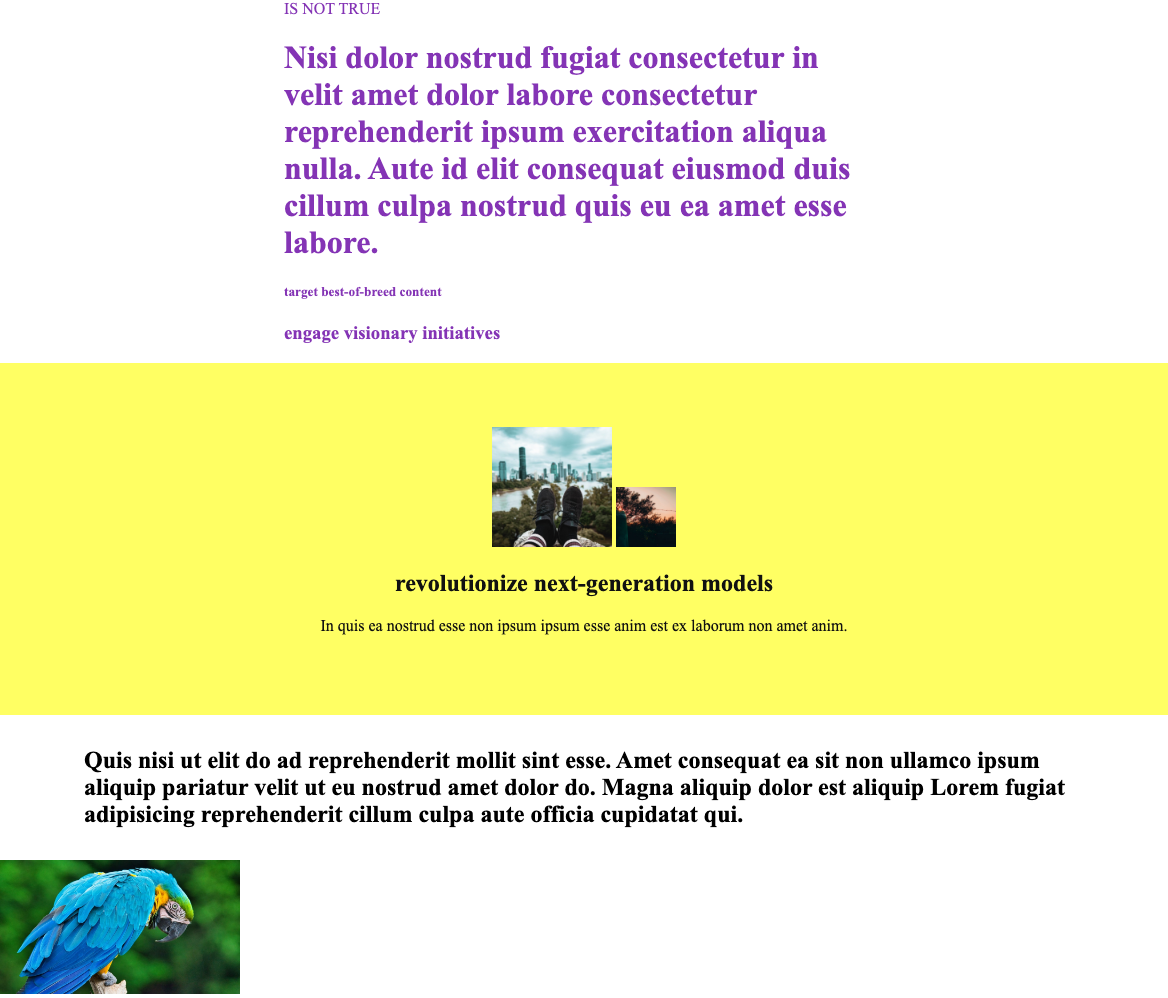 IS NOT TRUE
Nisi dolor nostrud fugiat consectetur in
velit amet dolor labore consectetur
reprehenderit ipsum exercitation aliqua
nulla. Aute id elit consequat eiusmod duis
cillum culpa nostrud quis eu ea amet esse
labore.
target best-of-breed content
engage visionary initiatives
revolutionize next-generation models
In quis ea nostrud esse non ipsum ipsum esse anim est ex laborum non amet anim.
Quis nisi ut elit do ad reprehenderit mollit sint esse. Amet consequat ea sit non ullamco ipsum
aliquip pariatur velit ut eu nostrud amet dolor do. Magna aliquip dolor est aliquip Lorem fugiat
adipisicing reprehenderit cillum culpa aute officia cupidatat qui.